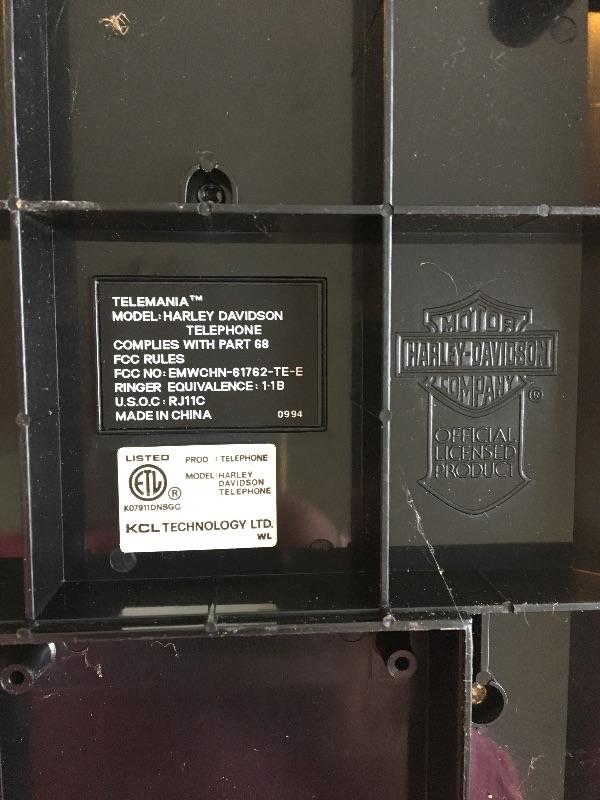 TELEMANIA™
MODEL: HARLEY DAVIDSON
TELEPHONE
COMPLIES WITH PART 68
FCC RULES
FCC NO: EMWCHN-61762-TE-E
RINGER EQUIVALENCE: 1·1B
U.S.O.C: RJ11C
MADE IN CHINA 0994
LISTED PROD : TELEPHONE
ETL ® MODEL: HARLEY
DAVIDSON
TELEPHONE
K07911DNSGC
KCL TECHNOLOGY LTD.
WL
MOTOR
HARLEY-DAVIDSON
COMPANY ®
OFFICIAL
LICENSED
PRODUCT